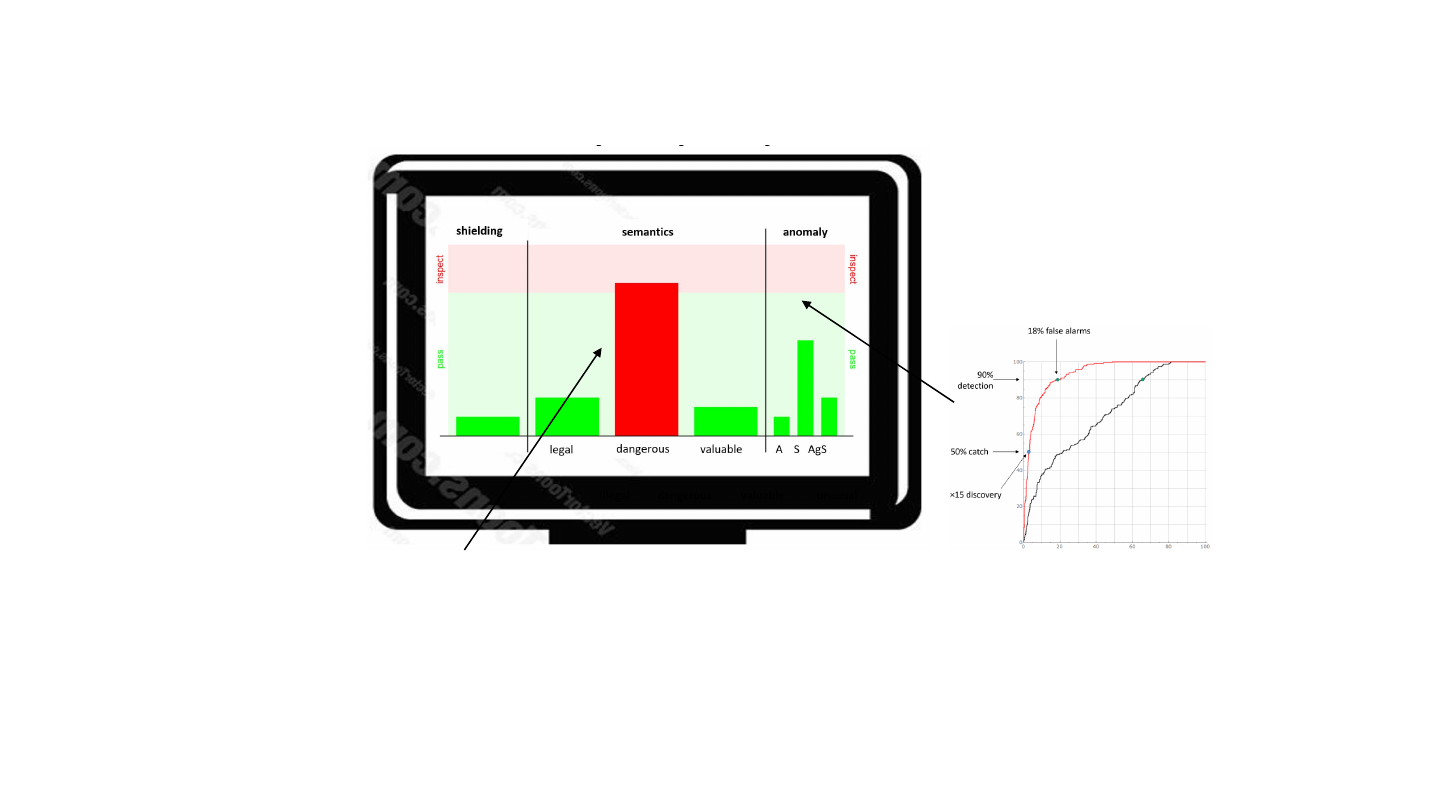 shielding
semantics
anomaly
inspect
inspect
pass
pass
legal
dangerous
valuable
A
S
AgS
18% false alarms
90%
detection
50% catch
×15 discovery
100
80
60
40
20
0
0
20
40
60
80
100